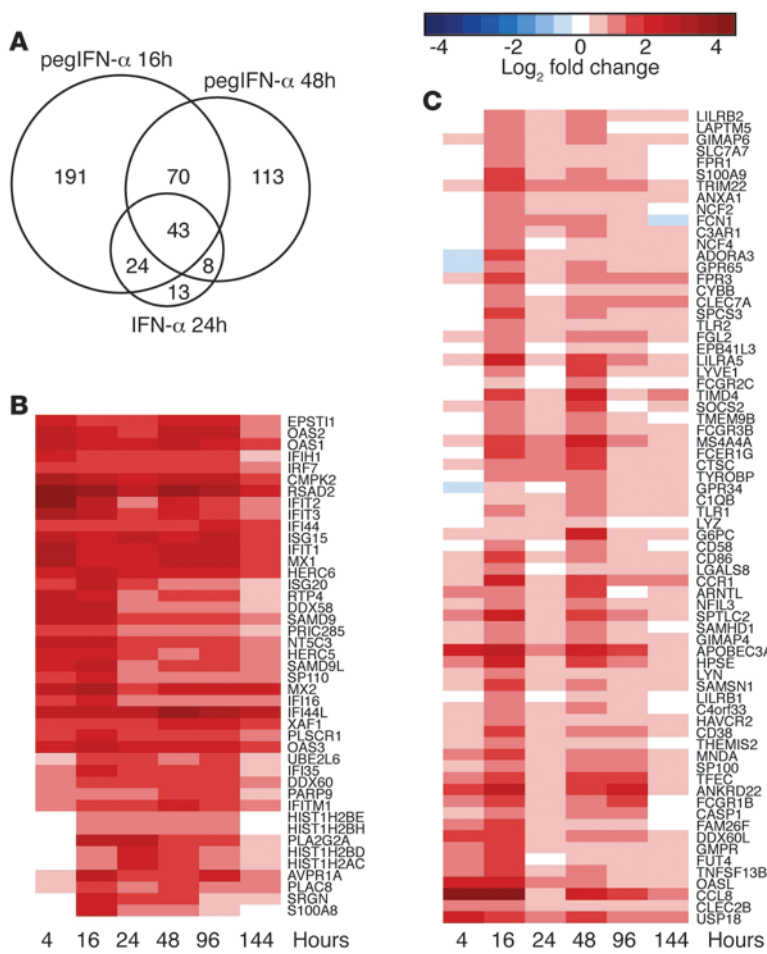 A
pegIFN-α 16h
pegIFN-α 48h
191
70
113
43
24
8
13
IFN-α 24h
-4 -2 0 2 4
Log2 fold change
B
EPSTI1
OAS2
OAS1
IFIH1
IRF7
CMPK2
RSAD2
IFIT2
IFIT3
IFI44
ISG15
IFIT1
MX1
HERC6
ISG20
RTP4
DDX58
SAMD9
PRIC285
NT5C3
HERC5
SAMD9L
SP110
MX2
IFI16
IFI44L
XAF1
PLSCR1
OAS3
UBE2L6
IFI35
DDX60
PARP9
IFITM1
HIST1H2BE
HIST1H2BH
PLA2G2A
HIST1H2BD
HIST1H2AC
AVPR1A
PLAC8
SRGN
S100A8
4 16 24 48 96 144 Hours
C
LILRB2
LAPTM5
GIMAP6
SLC7A7
FPR1
S100A9
TRIM22
ANXA1
NCF2
FCN1
C3AR1
NCF4
ADORA3
GPR65
FPR3
CYBB
CLEC7A
SPCS3
TLR2
FGL2
EPB41L3
LILRA5
LYVE1
FCGR2C
TIMD4
SOCS2
TMEM9B
FCGR3B
MS4A4A
FCER1G
CTSC
TYROBP
GPR34
C1QB
TLR1
LYZ
G6PC
CD58
CD86
LGALS8
CCR1
ARNTL
NFIL3
SPTLC2
SAMHD1
GIMAP4
APOBEC3A
HPSE
LYN
SAMSN1
LILRB1
C4orf33
HAVCR2
CD38
THEMIS2
MNDA
SP100
TFEC
ANKRD22
FCGR1B
CASP1
FAM26F
DDX60L
GMPR
FUT4
TNFSF13B
OASL
CCL8
CLEC2B
USP18
4 16 24 48 96 144 Hours